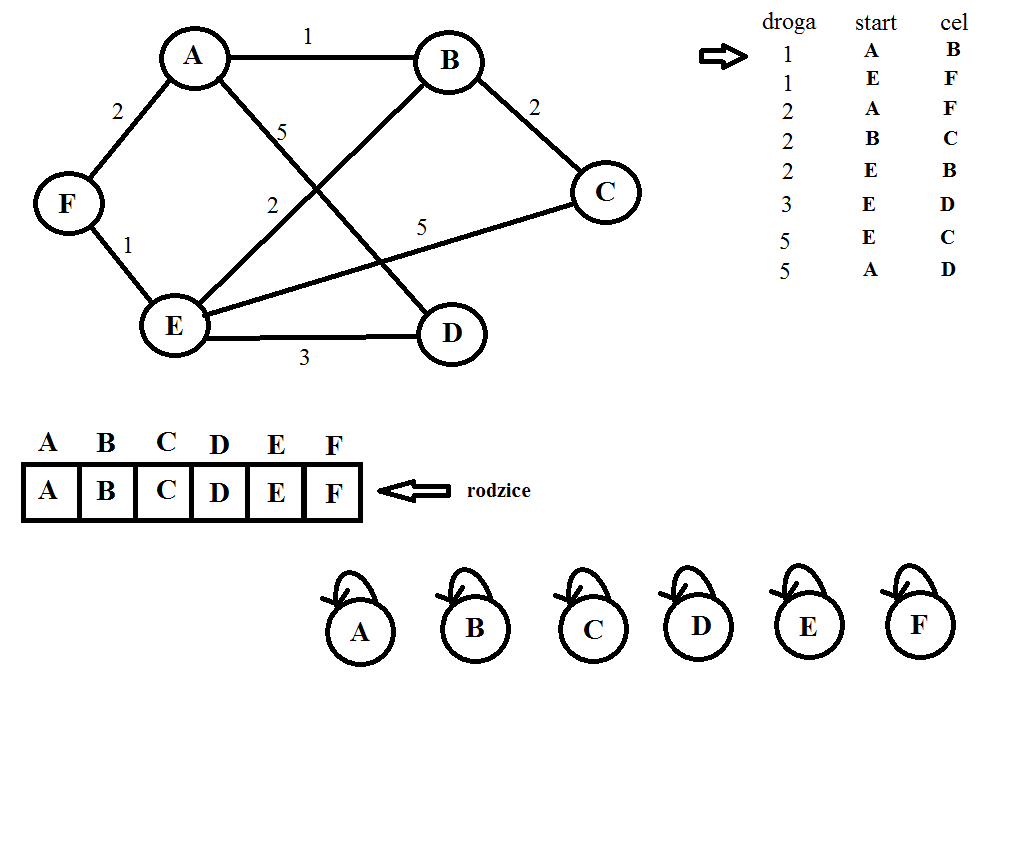 droga start cel
1 A B
1 E F
2 A F
2 B C
2 E B
3 E D
5 E C
5 A D
A 1 B
2 5 2
F 2 5 C
1
E 3 D
A B C D E F
A B C D E F rodzice
A B C D E F